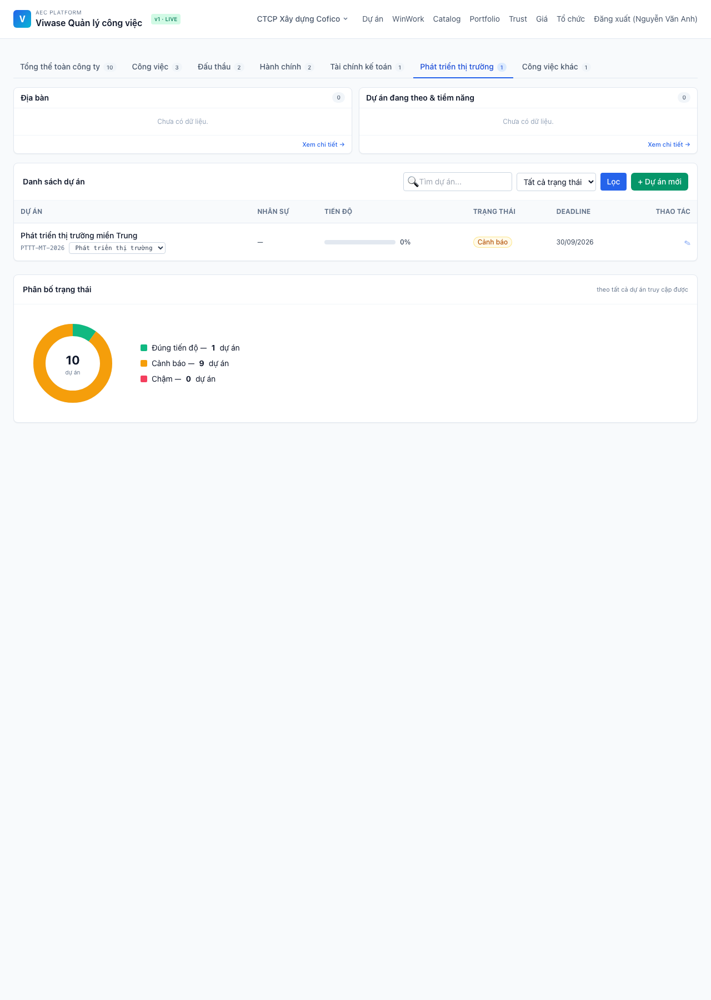 V
AEC PLATFORM
Viwase Quản lý công việc
v1 · LIVE
CTCP Xây dựng Cofico
Dự án
WinWork
Catalog
Portfolio
Trust
Giá
Tổ chức
Đăng xuất (Nguyễn Văn Anh)
Tổng thể toàn công ty 10
Công việc 3
Đấu thầu 2
Hành chính 2
Tài chính kế toán 1
Phát triển thị trường 1
Công việc khác 1
Địa bàn 0
Chưa có dữ liệu.
Xem chi tiết →
Dự án đang theo & tiềm năng 0
Chưa có dữ liệu.
Xem chi tiết →
Danh sách dự án
Tìm dự án...
Tất cả trạng thái
Lọc
+ Dự án mới
DỰ ÁN NHÂN SỰ TIẾN ĐỘ TRẠNG THÁI DEADLINE THAO TÁC
Phát triển thị trường miền Trung
PTTT-MT-2026 Phát triển thị trường
— 0% Cảnh báo 30/09/2026
Phân bố trạng thái
theo tất cả dự án truy cập được
10
dự án
Đúng tiến độ — 1 dự án
Cảnh báo — 9 dự án
Chậm — 0 dự án